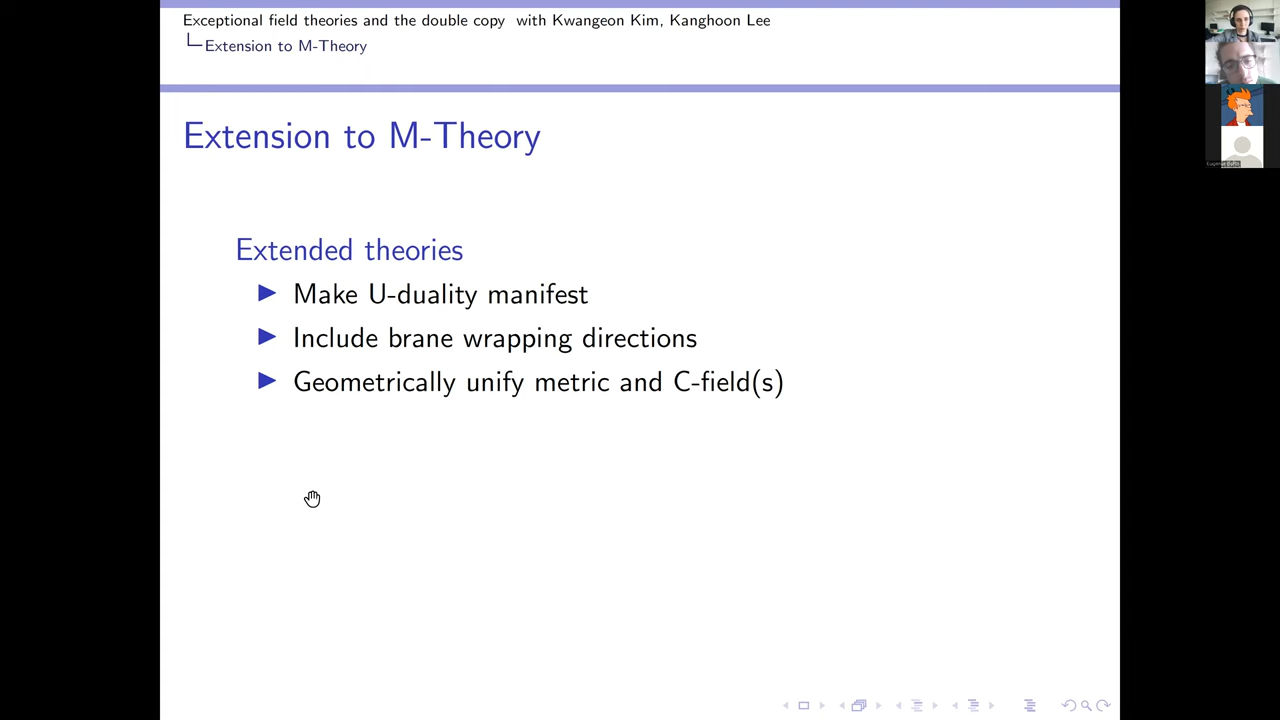 Exceptional field theories and the double copy with Kwangeon Kim, Kanghoon Lee
Extension to M-Theory
Extension to M-Theory
Extended theories
Make U-duality manifest
Include brane wrapping directions
Geometrically unify metric and C-field(s)